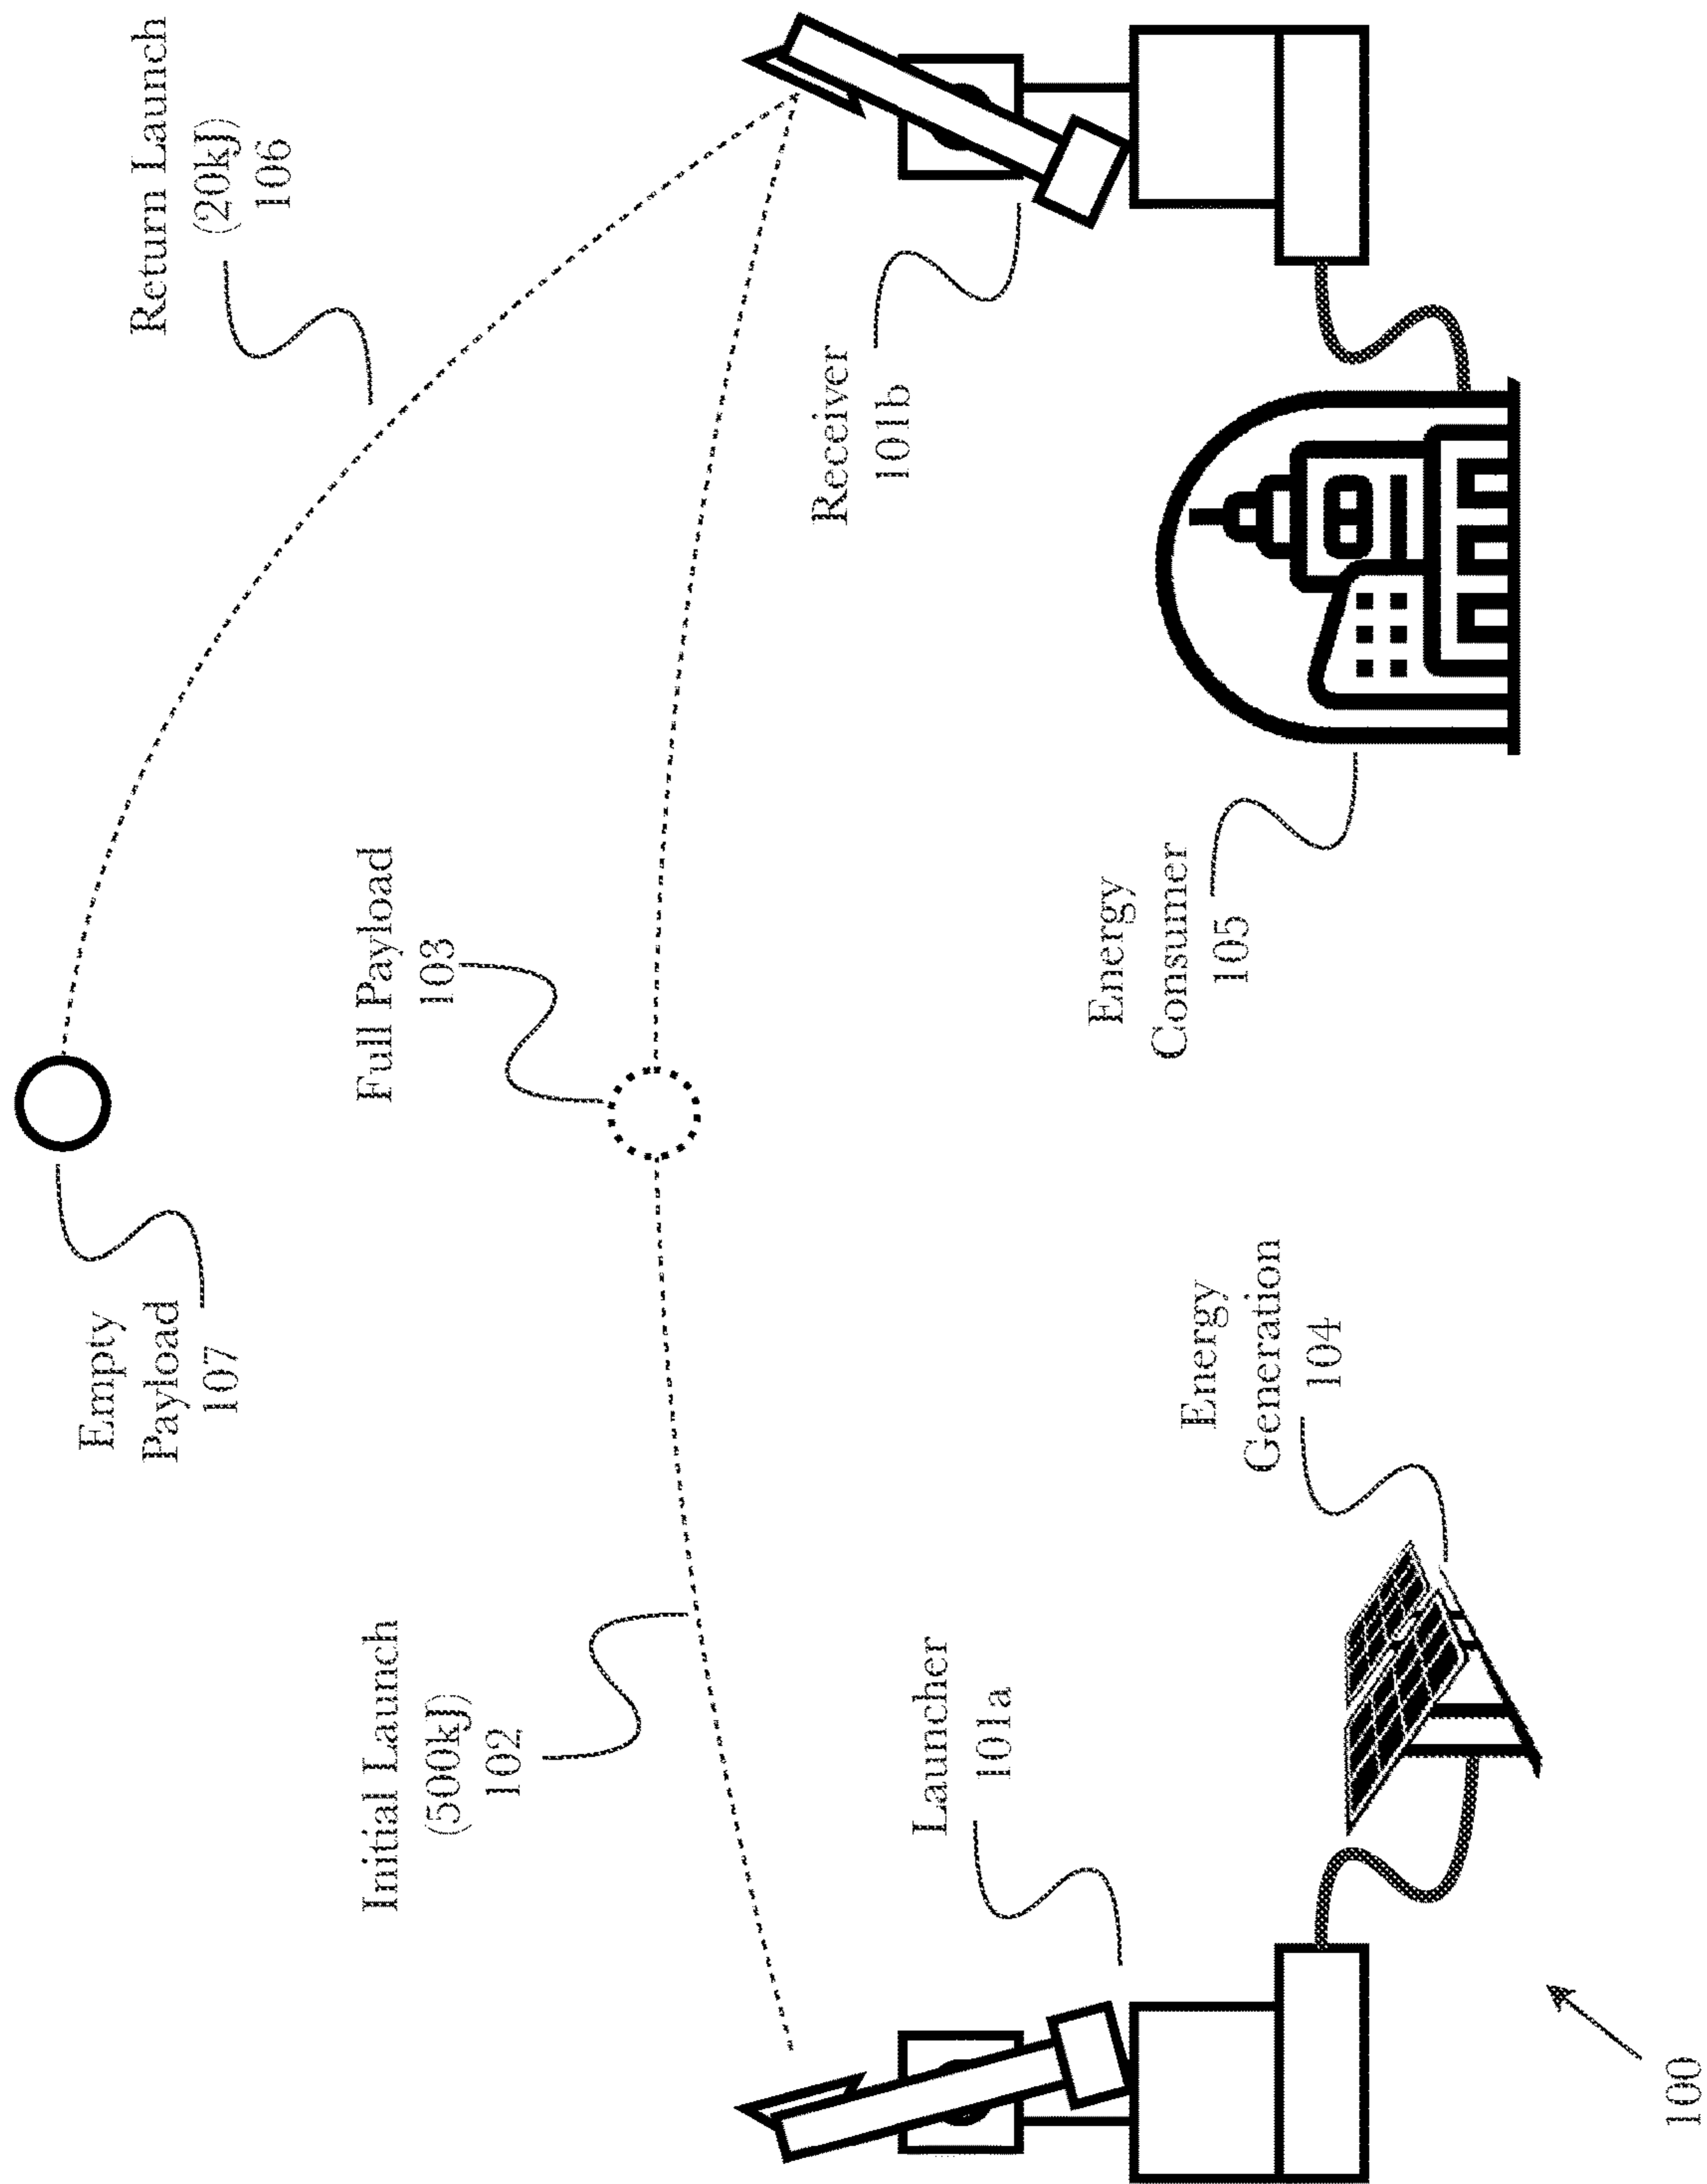 Empty
Payload
107
Return Launch
(20kJ)
106
Initial Launch
(500kJ)
102
Full Payload
103
Launcher
101a
Receiver
101b
Energy
Generation
104
Energy
Consumer
105
100